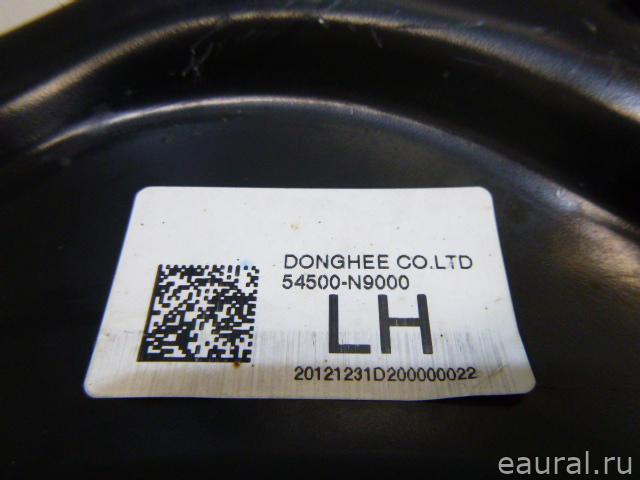 DONGHEE CO.LTD
54500-N9000
LH
20121231D200000022
eaural.ru